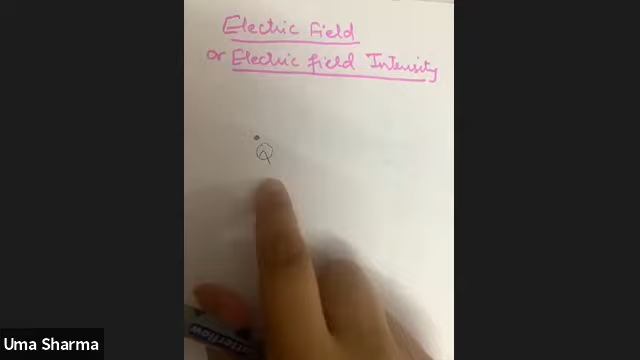 Electric Field
or Electric field Intensity
Q
Uma Sharma